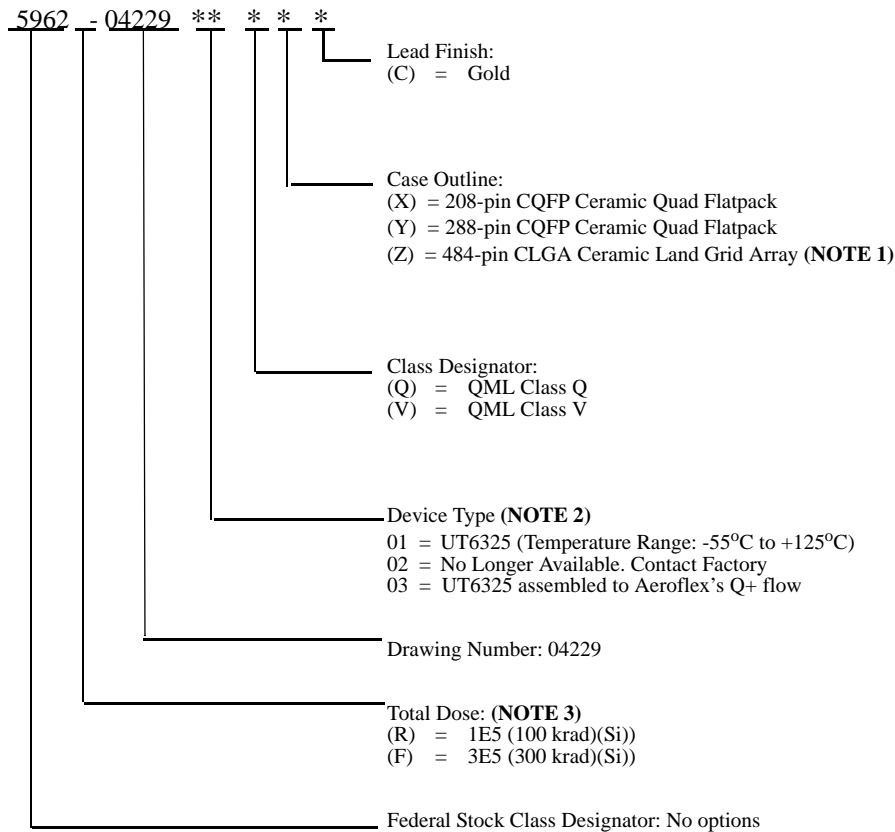 5962 - 04229 ** * * *
Lead Finish:
(C) = Gold
Case Outline:
(X) = 208-pin CQFP Ceramic Quad Flatpack
(Y) = 288-pin CQFP Ceramic Quad Flatpack
(Z) = 484-pin CLGA Ceramic Land Grid Array (NOTE 1)
Class Designator:
(Q) = QML Class Q
(V) = QML Class V
Device Type (NOTE 2)
01 = UT6325 (Temperature Range: -55oC to +125oC)
02 = No Longer Available. Contact Factory
03 = UT6325 assembled to Aeroflex's Q+ flow
Drawing Number: 04229
Total Dose: (NOTE 3)
(R) = 1E5 (100 krad)(Si))
(F) = 3E5 (300 krad)(Si))
Federal Stock Class Designator: No options